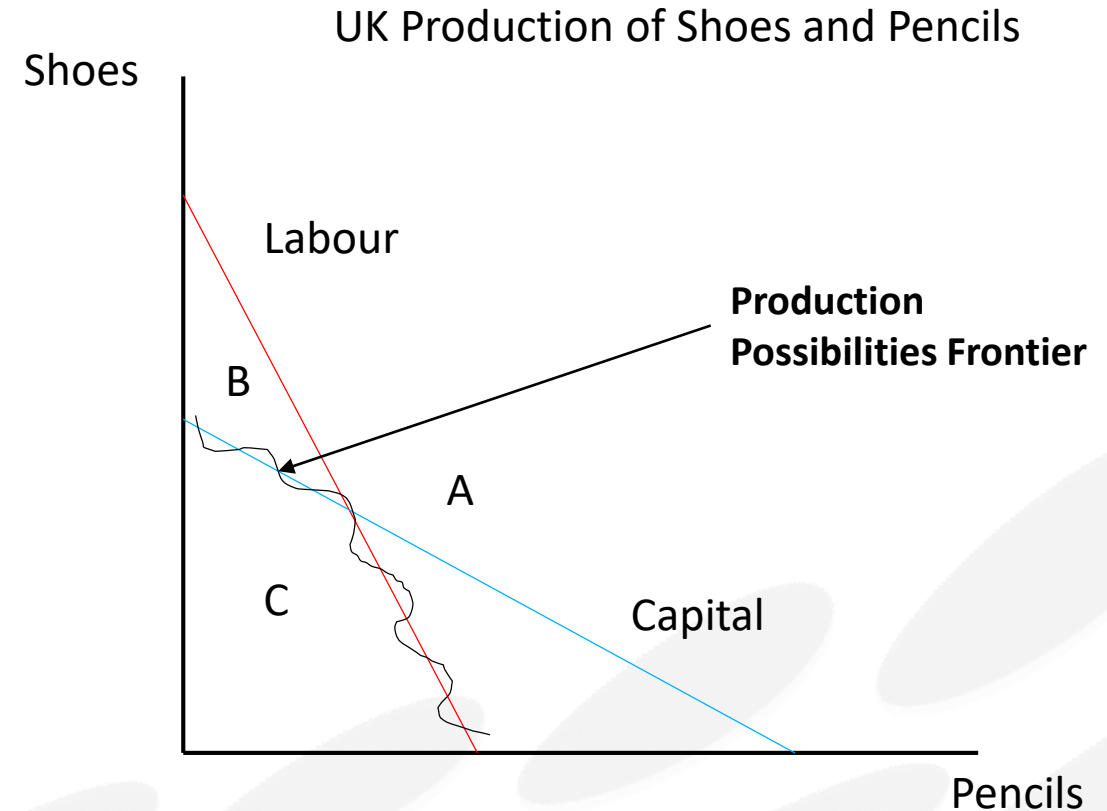 UK Production of Shoes and Pencils
Shoes
Labour
Production
Possibilities Frontier
B
A
C
Capital
Pencils